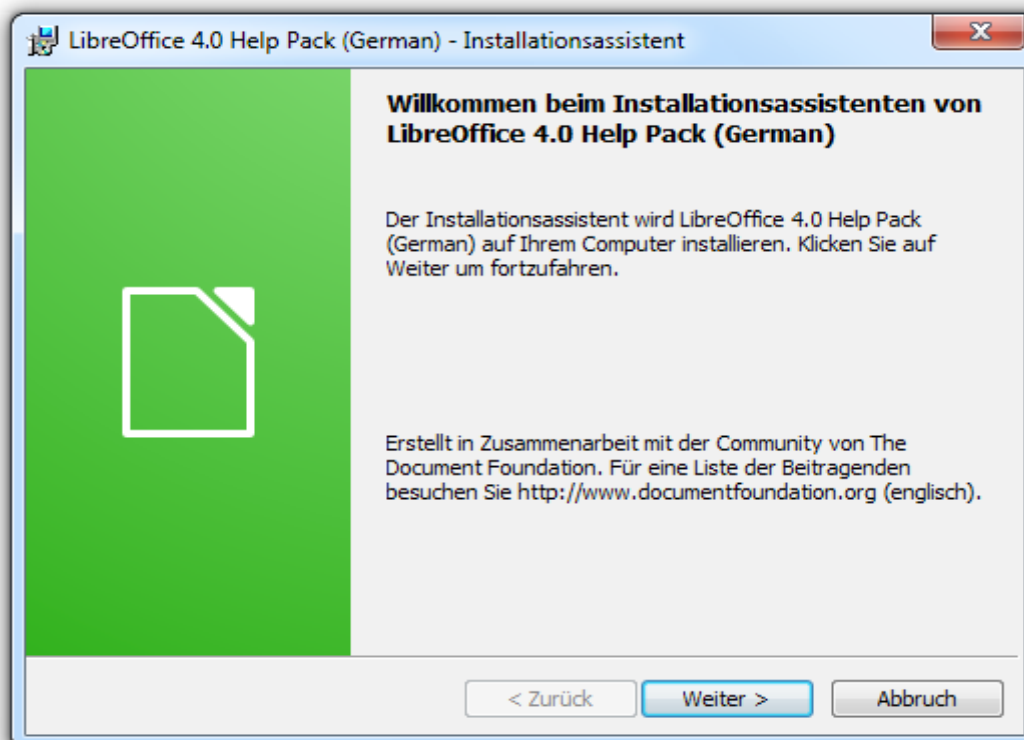 LibreOffice 4.0 Help Pack (German) - Installationsassistent
Willkommen beim Installationsassistenten von
LibreOffice 4.0 Help Pack (German)
Der Installationsassistent wird LibreOffice 4.0 Help Pack
(German) auf Ihrem Computer installieren. Klicken Sie auf
Weiter um fortzufahren.
Erstellt in Zusammenarbeit mit der Community von The
Document Foundation. Für eine Liste der Beitragenden
besuchen Sie http://www.documentfoundation.org (englisch).
< Zurück Weiter > Abbruch